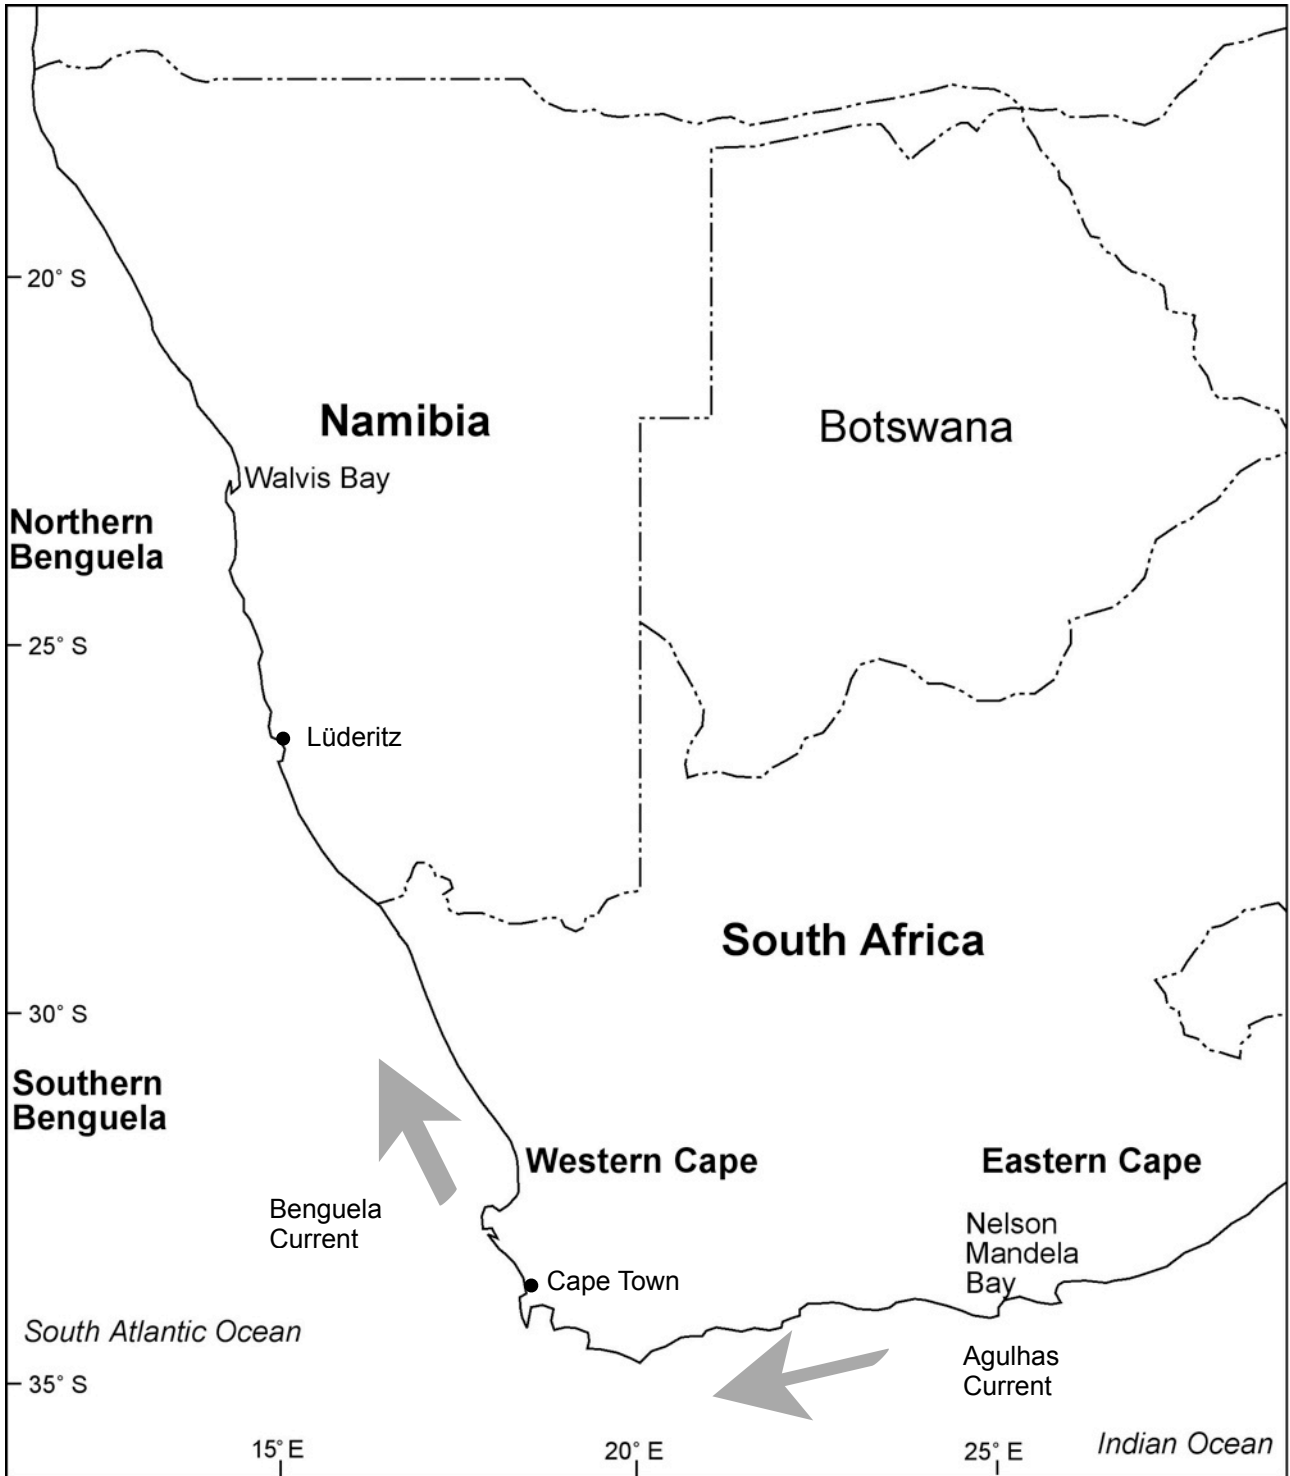 20° S
Namibia
Botswana
Walvis Bay
Northern
Benguela
25° S
Lüderitz
South Africa
30° S
Southern
Benguela
Western Cape
Eastern Cape
Benguela
Current
Nelson
Mandela
Bay
Cape Town
South Atlantic Ocean
Agulhas
Current
35° S
15° E
20° E
25° E
Indian Ocean